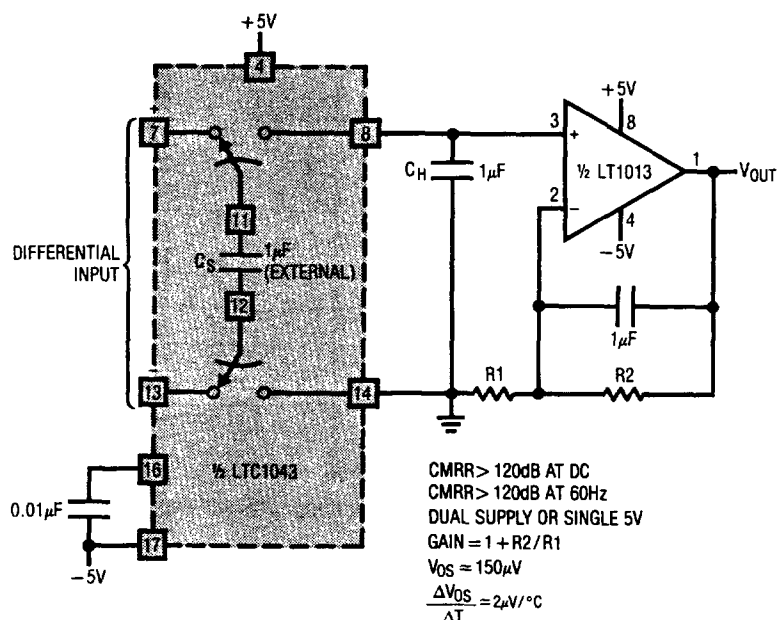 +5V
4
+
7
8
3
+5V
8
+
½ LT1013
1
VOUT
CH
1µF
2
−
4
−5V
11
DIFFERENTIAL
INPUT
CS
1µF
(EXTERNAL)
12
1µF
−
13
14
R1
R2
16
½ LTC1043
0.01µF
17
−5V
CMRR > 120dB AT DC
CMRR > 120dB AT 60Hz
DUAL SUPPLY OR SINGLE 5V
GAIN = 1 + R2/R1
VOS ≈ 150µV
ΔVOS
ΔT
≈ 2µV/°C